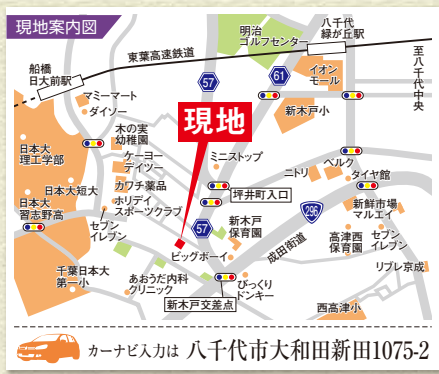 現地案内図
明治
ゴルフセンター
八千代
緑が丘駅
至八千代中央
東葉高速鉄道
船橋
日大前駅
57
61
イオン
モール
マミーマート
ダイソー
新木戸小
現地
木の実
幼稚園
日本大
理工学部
ケーヨー
デイツー
ミニストップ
ベルク
ニトリ
タイヤ館
カワチ薬品
日本大短大
坪井町入口
ホリデイ
スポーツクラブ
日本大
習志野高
296
新鮮市場
マルエイ
57
新木戸
保育園
セブン
イレブン
成田街道
高津西
保育園
セブン
イレブン
ビッグボーイ
千葉日本大
第一小
あおうだ内科
クリニック
びっくり
ドンキー
リブレ京成
新木戸交差点
西高津小
カーナビ入力は 八千代市大和田新田1075-2